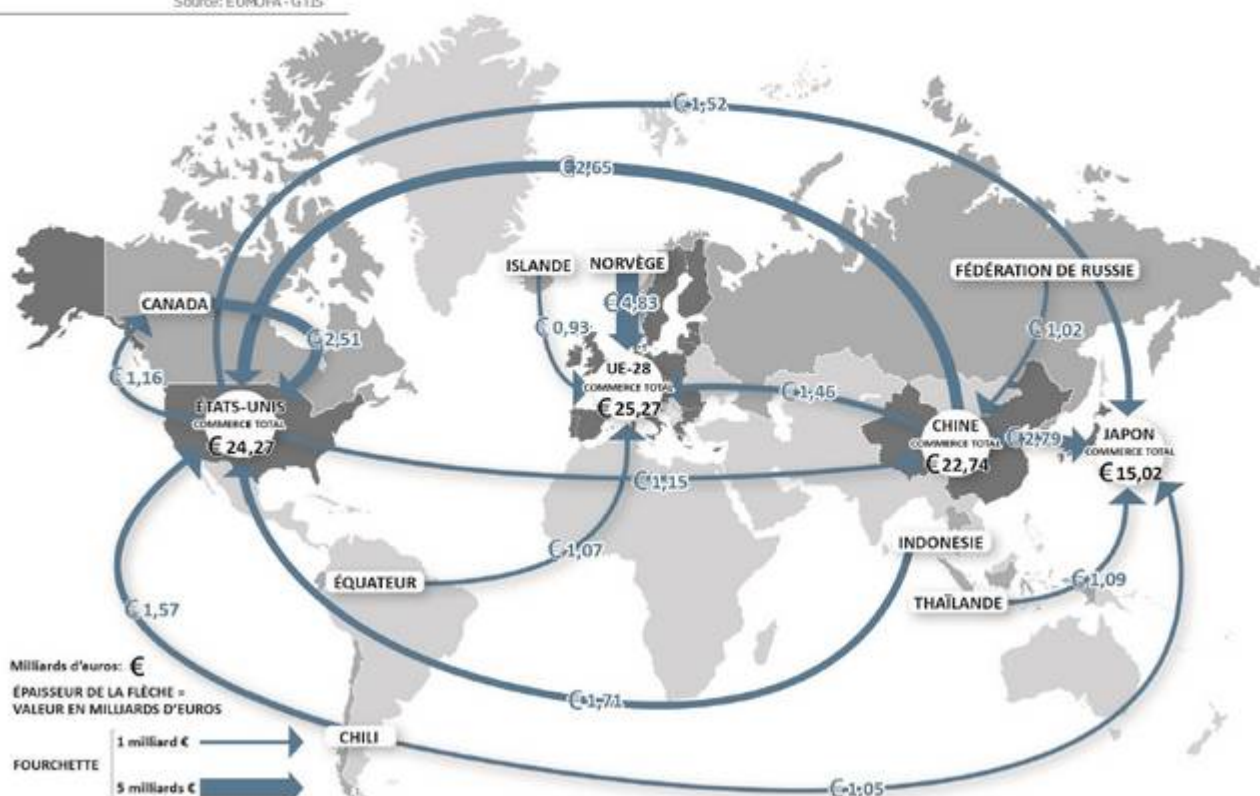 Source: EUMOFA - GTIS
€1,52
€2,65
ISLANDE
NORVÈGE
FÉDÉRATION DE RUSSIE
CANADA
€4,83
€2,51
€0,93
€1,02
UE-28
COMMERCE TOTAL
€25,27
€1,16
€1,46
ÉTATS-UNIS
COMMERCE TOTAL
€24,27
CHINE
COMMERCE TOTAL
€22,74
€2,79
JAPON
COMMERCE TOTAL
€15,02
€1,15
INDONESIE
€1,07
ÉQUATEUR
€1,09
THAÏLANDE
€1,57
Milliards d'euros: €
ÉPAISSEUR DE LA FLÈCHE =
VALEUR EN MILLIARDS D'EUROS
€1,71
CHILI
1 milliard €
FOURCHETTE
5 milliards €
€1,05